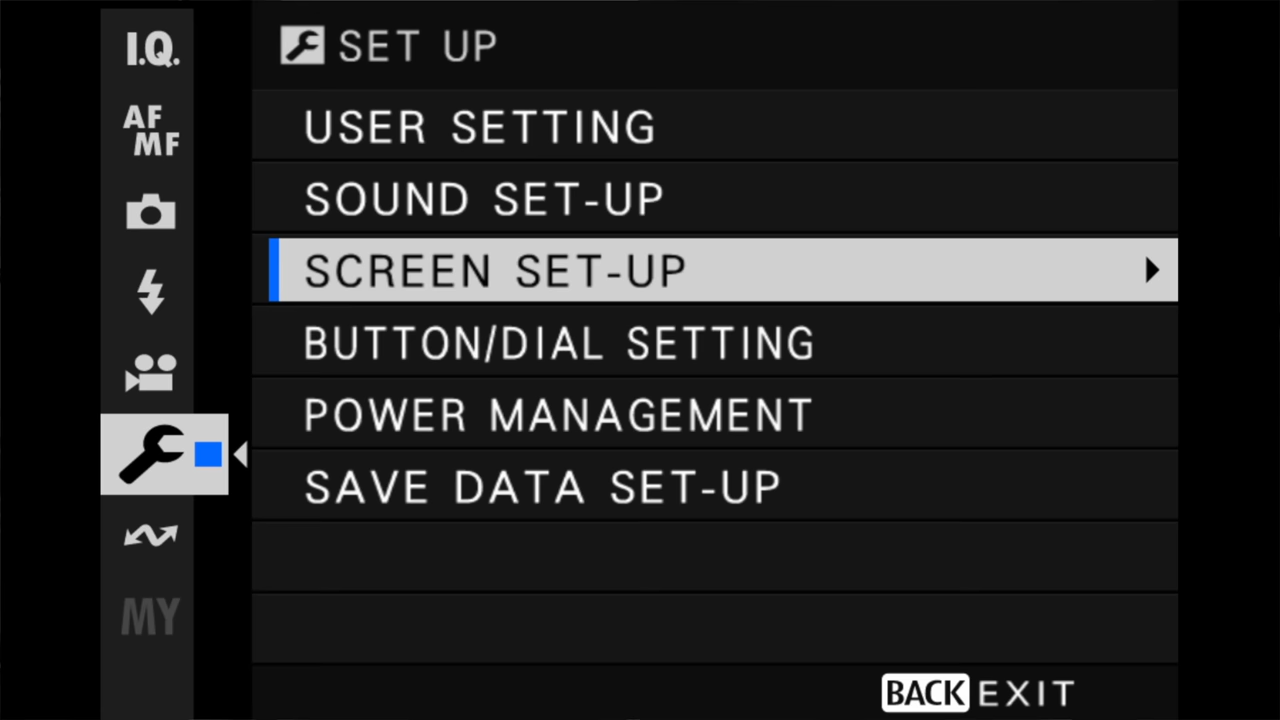 I.Q.
AF
MF
MY
SET UP
USER SETTING
SOUND SET-UP
SCREEN SET-UP
BUTTON/DIAL SETTING
POWER MANAGEMENT
SAVE DATA SET-UP
BACK EXIT